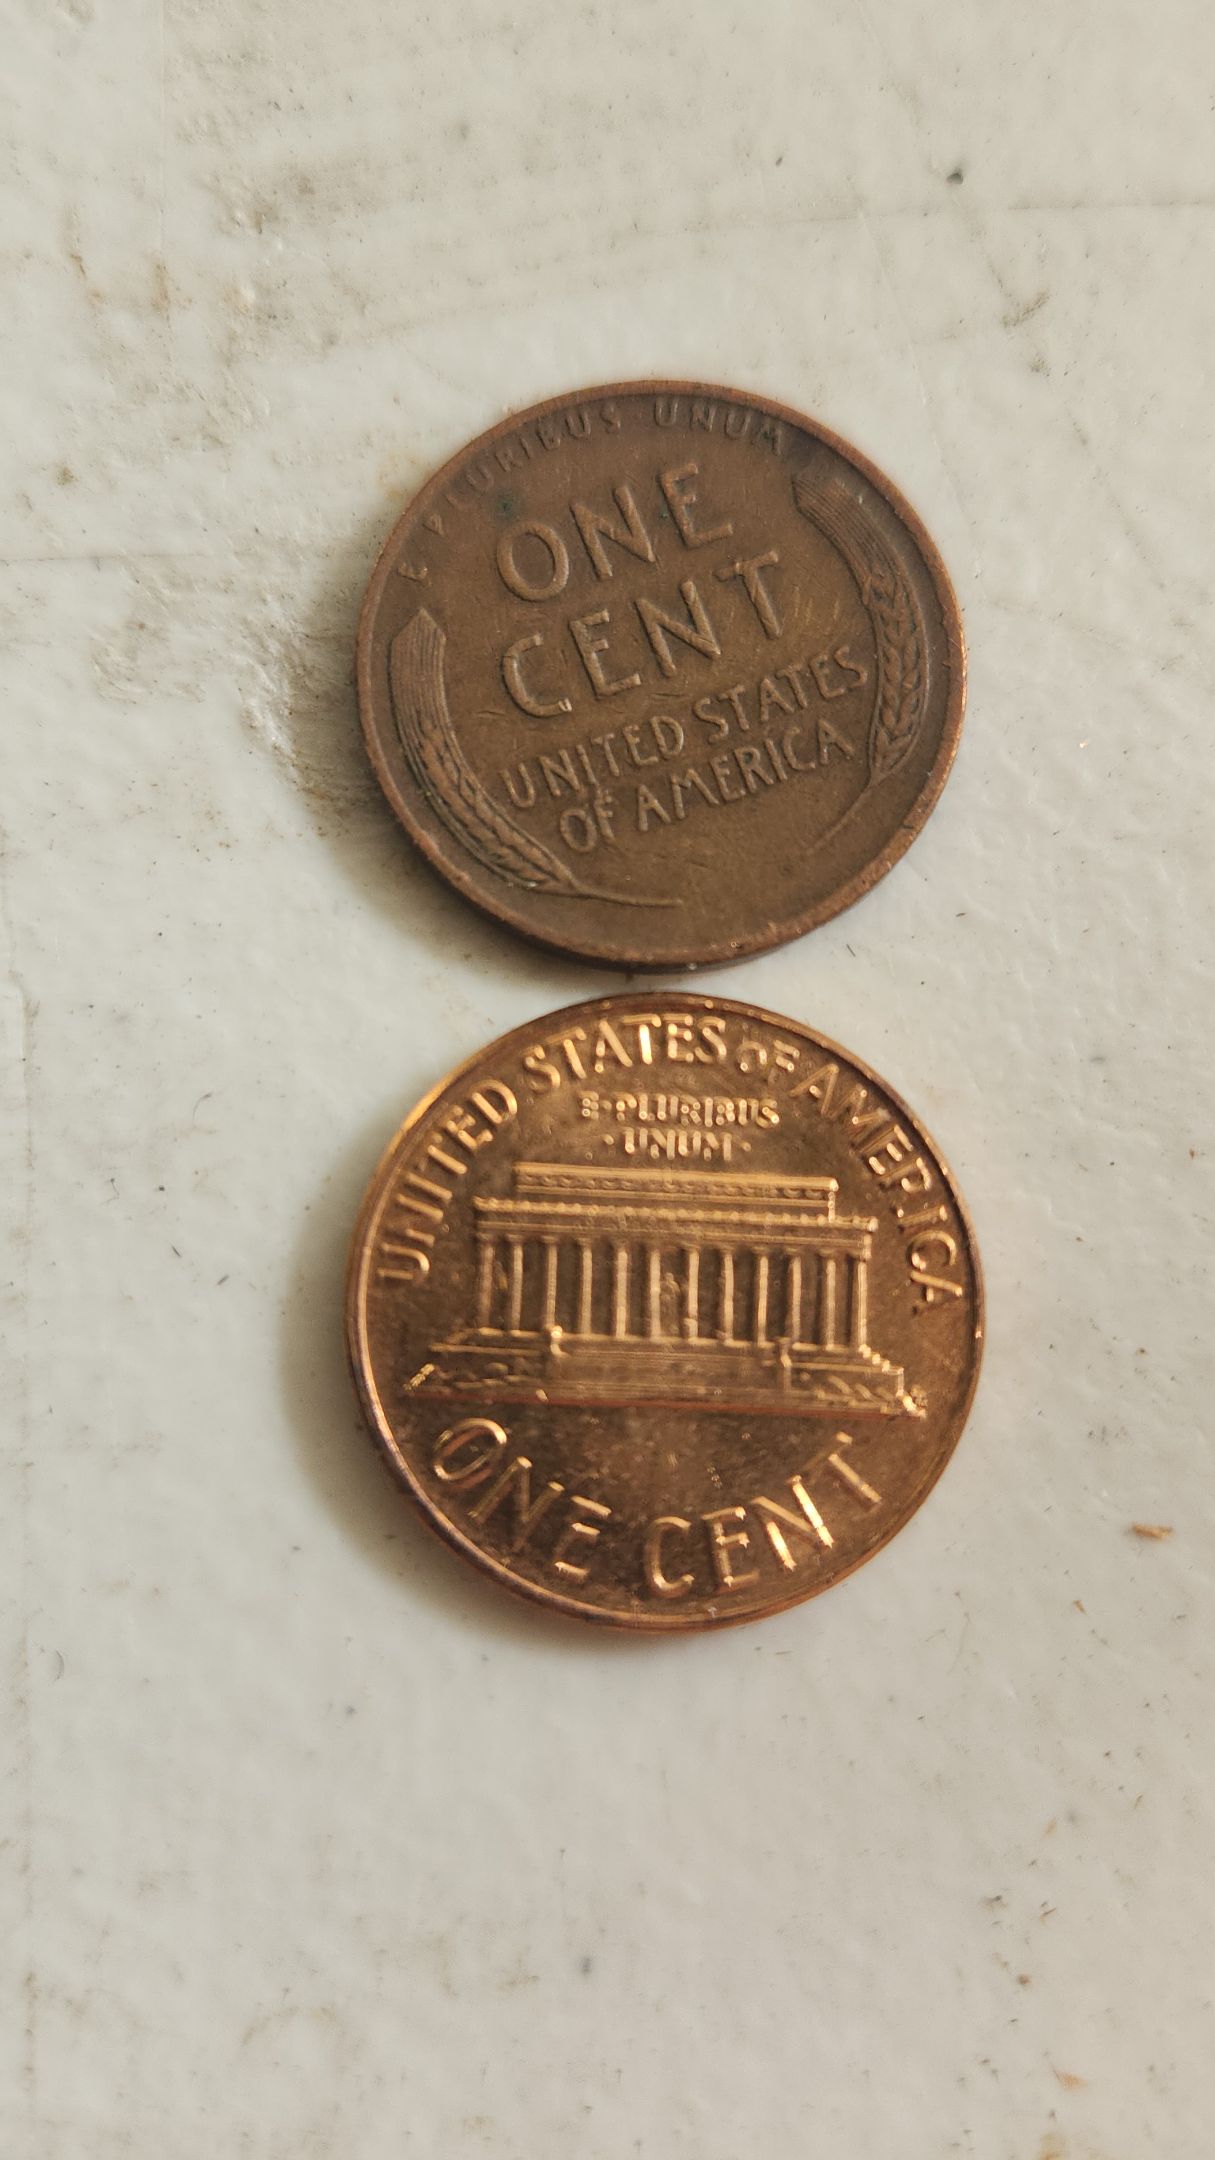 E · PLURIBUS · UNUM
ONE
CENT
UNITED STATES
OF AMERICA
UNITED STATES OF AMERICA
E·PLURIBUS
·UNUM·
ONE CENT